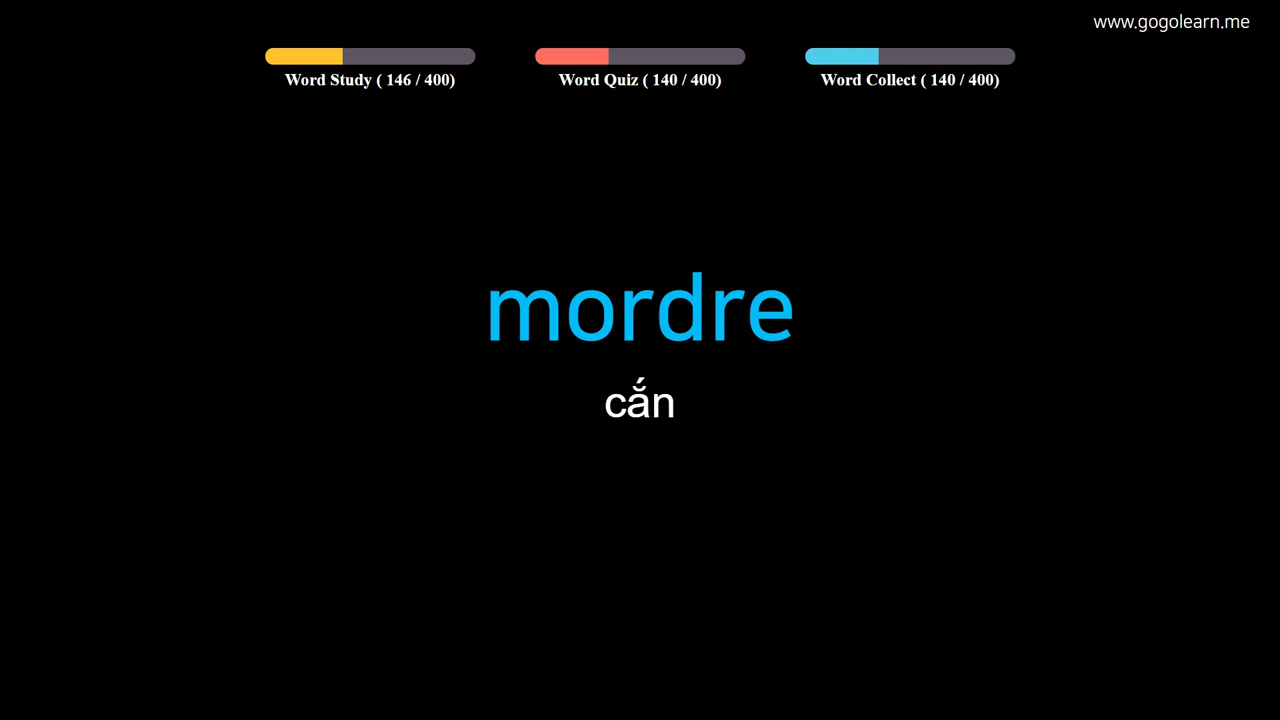 www.gogolearn.me
Word Study ( 146 / 400)
Word Quiz ( 140 / 400)
Word Collect ( 140 / 400)
mordre
cắn